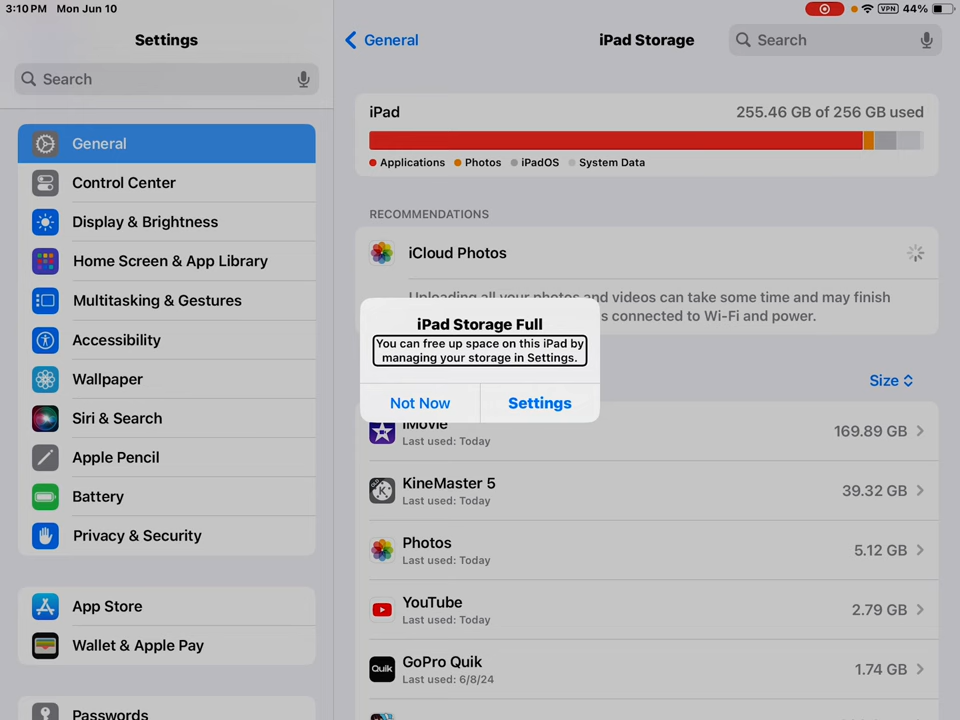 3:10 PM Mon Jun 10
VPN 44%
Settings
Search
General
Control Center
Display & Brightness
Home Screen & App Library
Multitasking & Gestures
Accessibility
Wallpaper
Siri & Search
Apple Pencil
Battery
Privacy & Security
App Store
Wallet & Apple Pay
Passwords
General
iPad Storage
Search
iPad
255.46 GB of 256 GB used
Applications Photos iPadOS System Data
RECOMMENDATIONS
iCloud Photos
Uploading all your photos and videos can take some time and may finish
s connected to Wi-Fi and power.
iPad Storage Full
You can free up space on this iPad by
managing your storage in Settings.
Not Now
Settings
Size
iMovie
Last used: Today
169.89 GB
KineMaster 5
Last used: Today
39.32 GB
Photos
Last used: Today
5.12 GB
YouTube
Last used: Today
2.79 GB
Quik
GoPro Quik
Last used: 6/8/24
1.74 GB